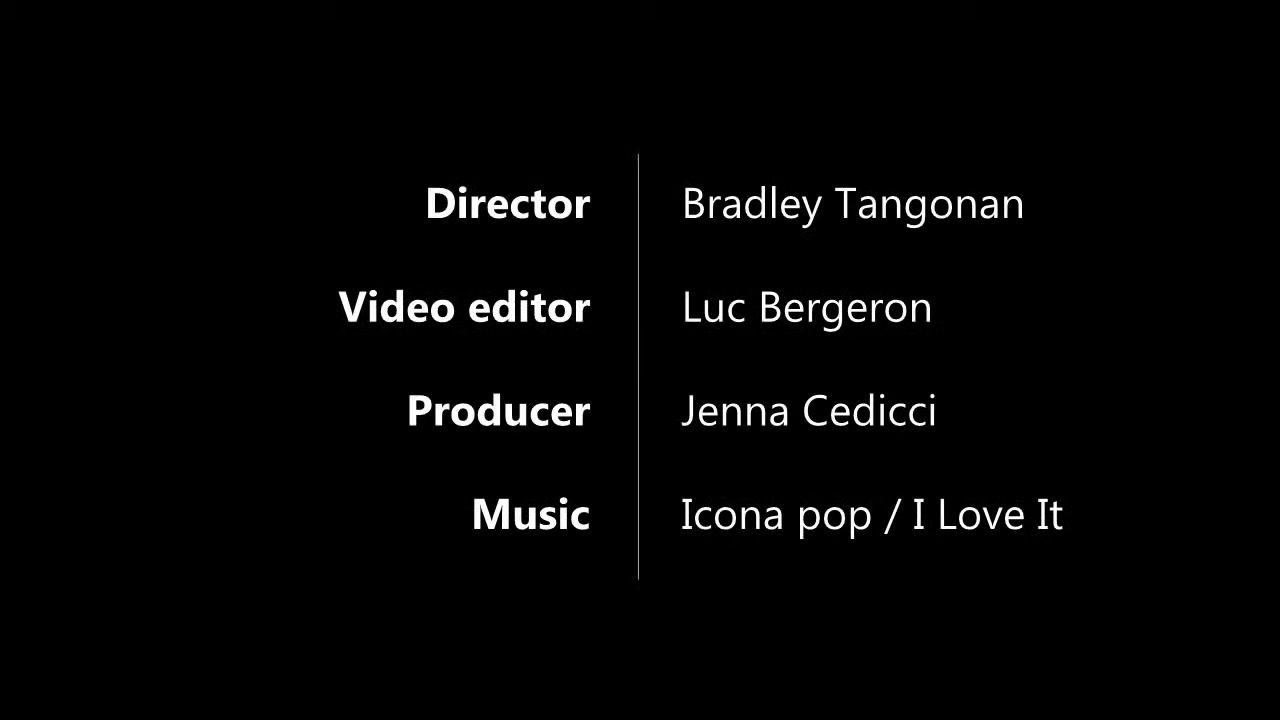 Director Bradley Tangonan
Video editor Luc Bergeron
Producer Jenna Cedicci
Music Icona pop / I Love It